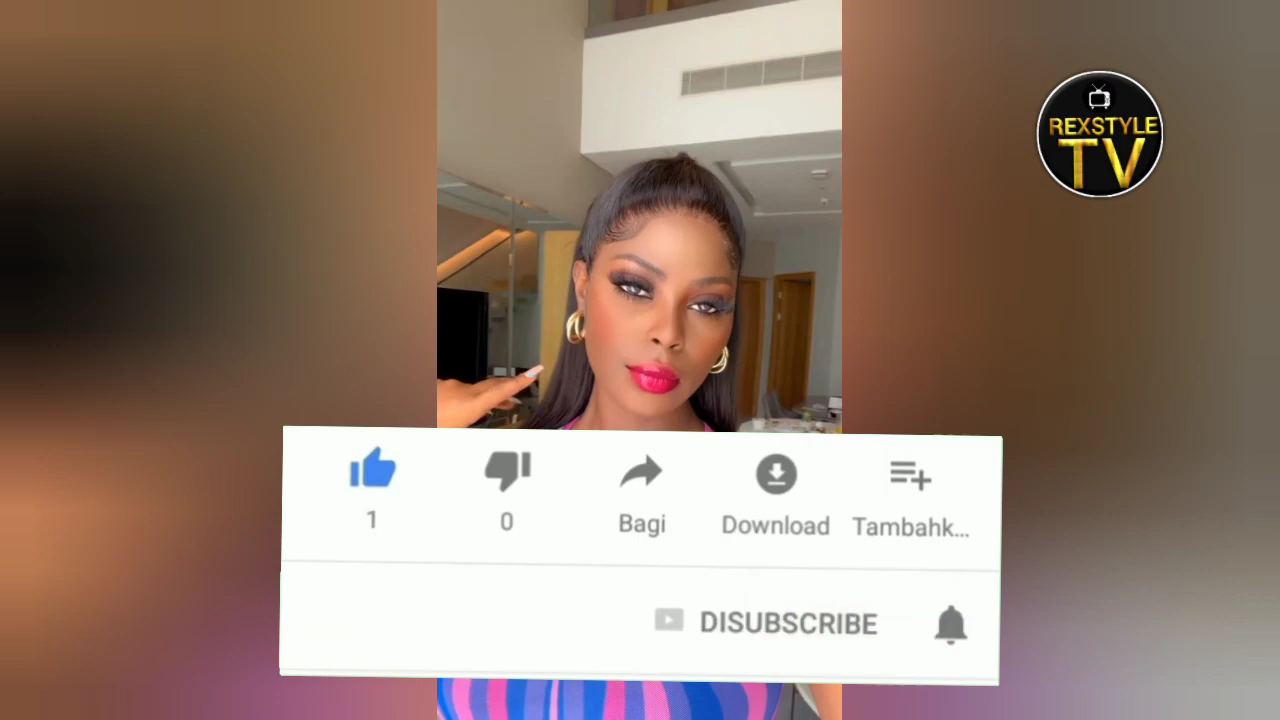 REXSTYLE
TV
1
0
Bagi
Download
Tambahk...
DISUBSCRIBE